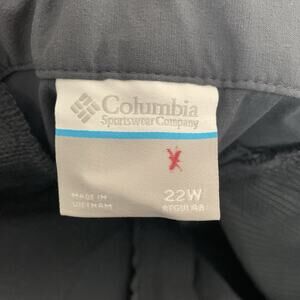 Columbia
Sportswear Company
X
MADE IN
VIETNAM
22W
REGULAR